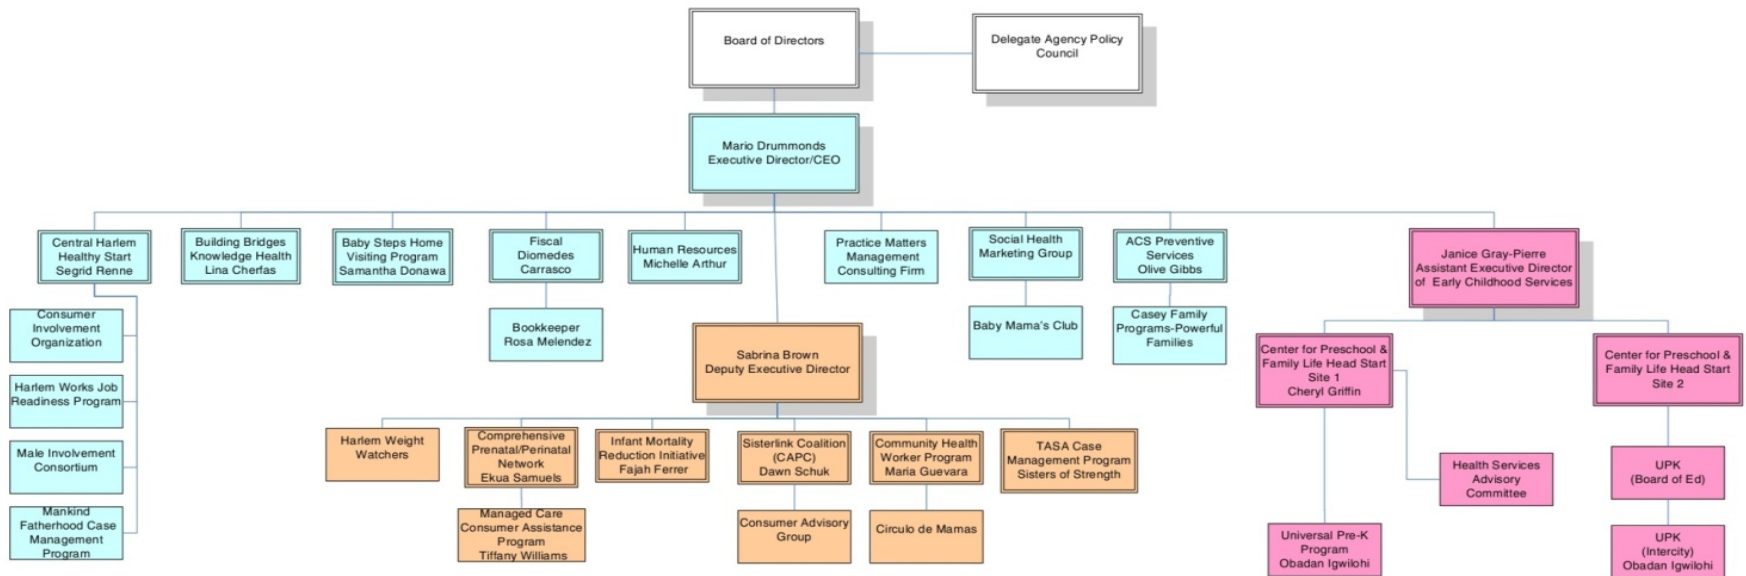 Board of Directors
Delegate Agency Policy
Council
Mario Drummonds
Executive Director/CEO
Central Harlem
Healthy Start
Segrid Renne
Building Bridges
Knowledge Health
Lina Cherfas
Baby Steps Home
Visiting Program
Samantha Donawa
Fiscal
Diomedes
Carrasco
Human Resources
Michelle Arthur
Practice Matters
Management
Consulting Firm
Social Health
Marketing Group
ACS Preventive
Services
Olive Gibbs
Janice Gray-Pierre
Assistant Executive Director
of Early Childhood Services
Consumer
Involvement
Organization
Harlem Works Job
Readiness Program
Male Involvement
Consortium
Mankind
Fatherhood Case
Management
Program
Bookkeeper
Rosa Melendez
Baby Mama's Club
Casey Family
Programs-Powerful
Families
Sabrina Brown
Deputy Executive Director
Harlem Weight
Watchers
Comprehensive
Prenatal/Perinatal
Network
Ekua Samuels
Infant Mortality
Reduction Initiative
Fajah Ferrer
Sisterlink Coalition
(CAPC)
Dawn Schuk
Community Health
Worker Program
Maria Guevara
TASA Case
Management Program
Sisters of Strength
Managed Care
Consumer Assistance
Program
Tiffany Williams
Consumer Advisory
Group
Circulo de Mamas
Center for Preschool &
Family Life Head Start
Site 1
Cheryl Griffin
Center for Preschool &
Family Life Head Start
Site 2
Health Services
Advisory
Committee
UPK
(Board of Ed)
Universal Pre-K
Program
Obadan Igwilohi
UPK
(Intercity)
Obadan Igwilohi